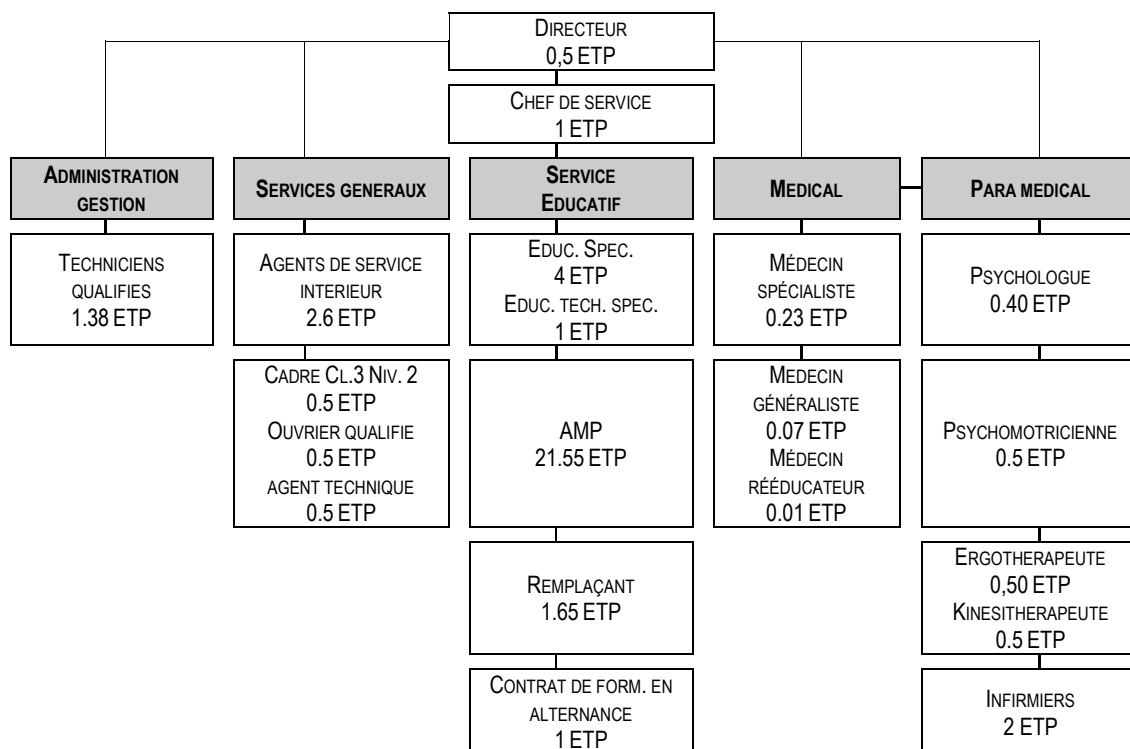 DIRECTEUR
0,5 ETP
CHEF DE SERVICE
1 ETP
ADMINISTRATION
GESTION
SERVICES GENERAUX
SERVICE
EDUCATIF
MEDICAL
PARA MEDICAL
TECHNICIENS
QUALIFIES
1.38 ETP
AGENTS DE SERVICE
INTERIEUR
2.6 ETP
EDUC. SPEC.
4 ETP
EDUC. TECH. SPEC.
1 ETP
MÉDECIN
SPÉCIALISTE
0.23 ETP
PSYCHOLOGUE
0.40 ETP
CADRE CL.3 NIV. 2
0.5 ETP
OUVRIER QUALIFIE
0.5 ETP
AGENT TECHNIQUE
0.5 ETP
AMP
21.55 ETP
MEDECIN
GÉNÉRALISTE
0.07 ETP
MÉDECIN
RÉÉDUCATEUR
0.01 ETP
PSYCHOMOTRICIENNE
0.5 ETP
REMPLAÇANT
1.65 ETP
ERGOTHERAPEUTE
0,50 ETP
KINESITHERAPEUTE
0.5 ETP
CONTRAT DE FORM. EN
ALTERNANCE
1 ETP
INFIRMIERS
2 ETP